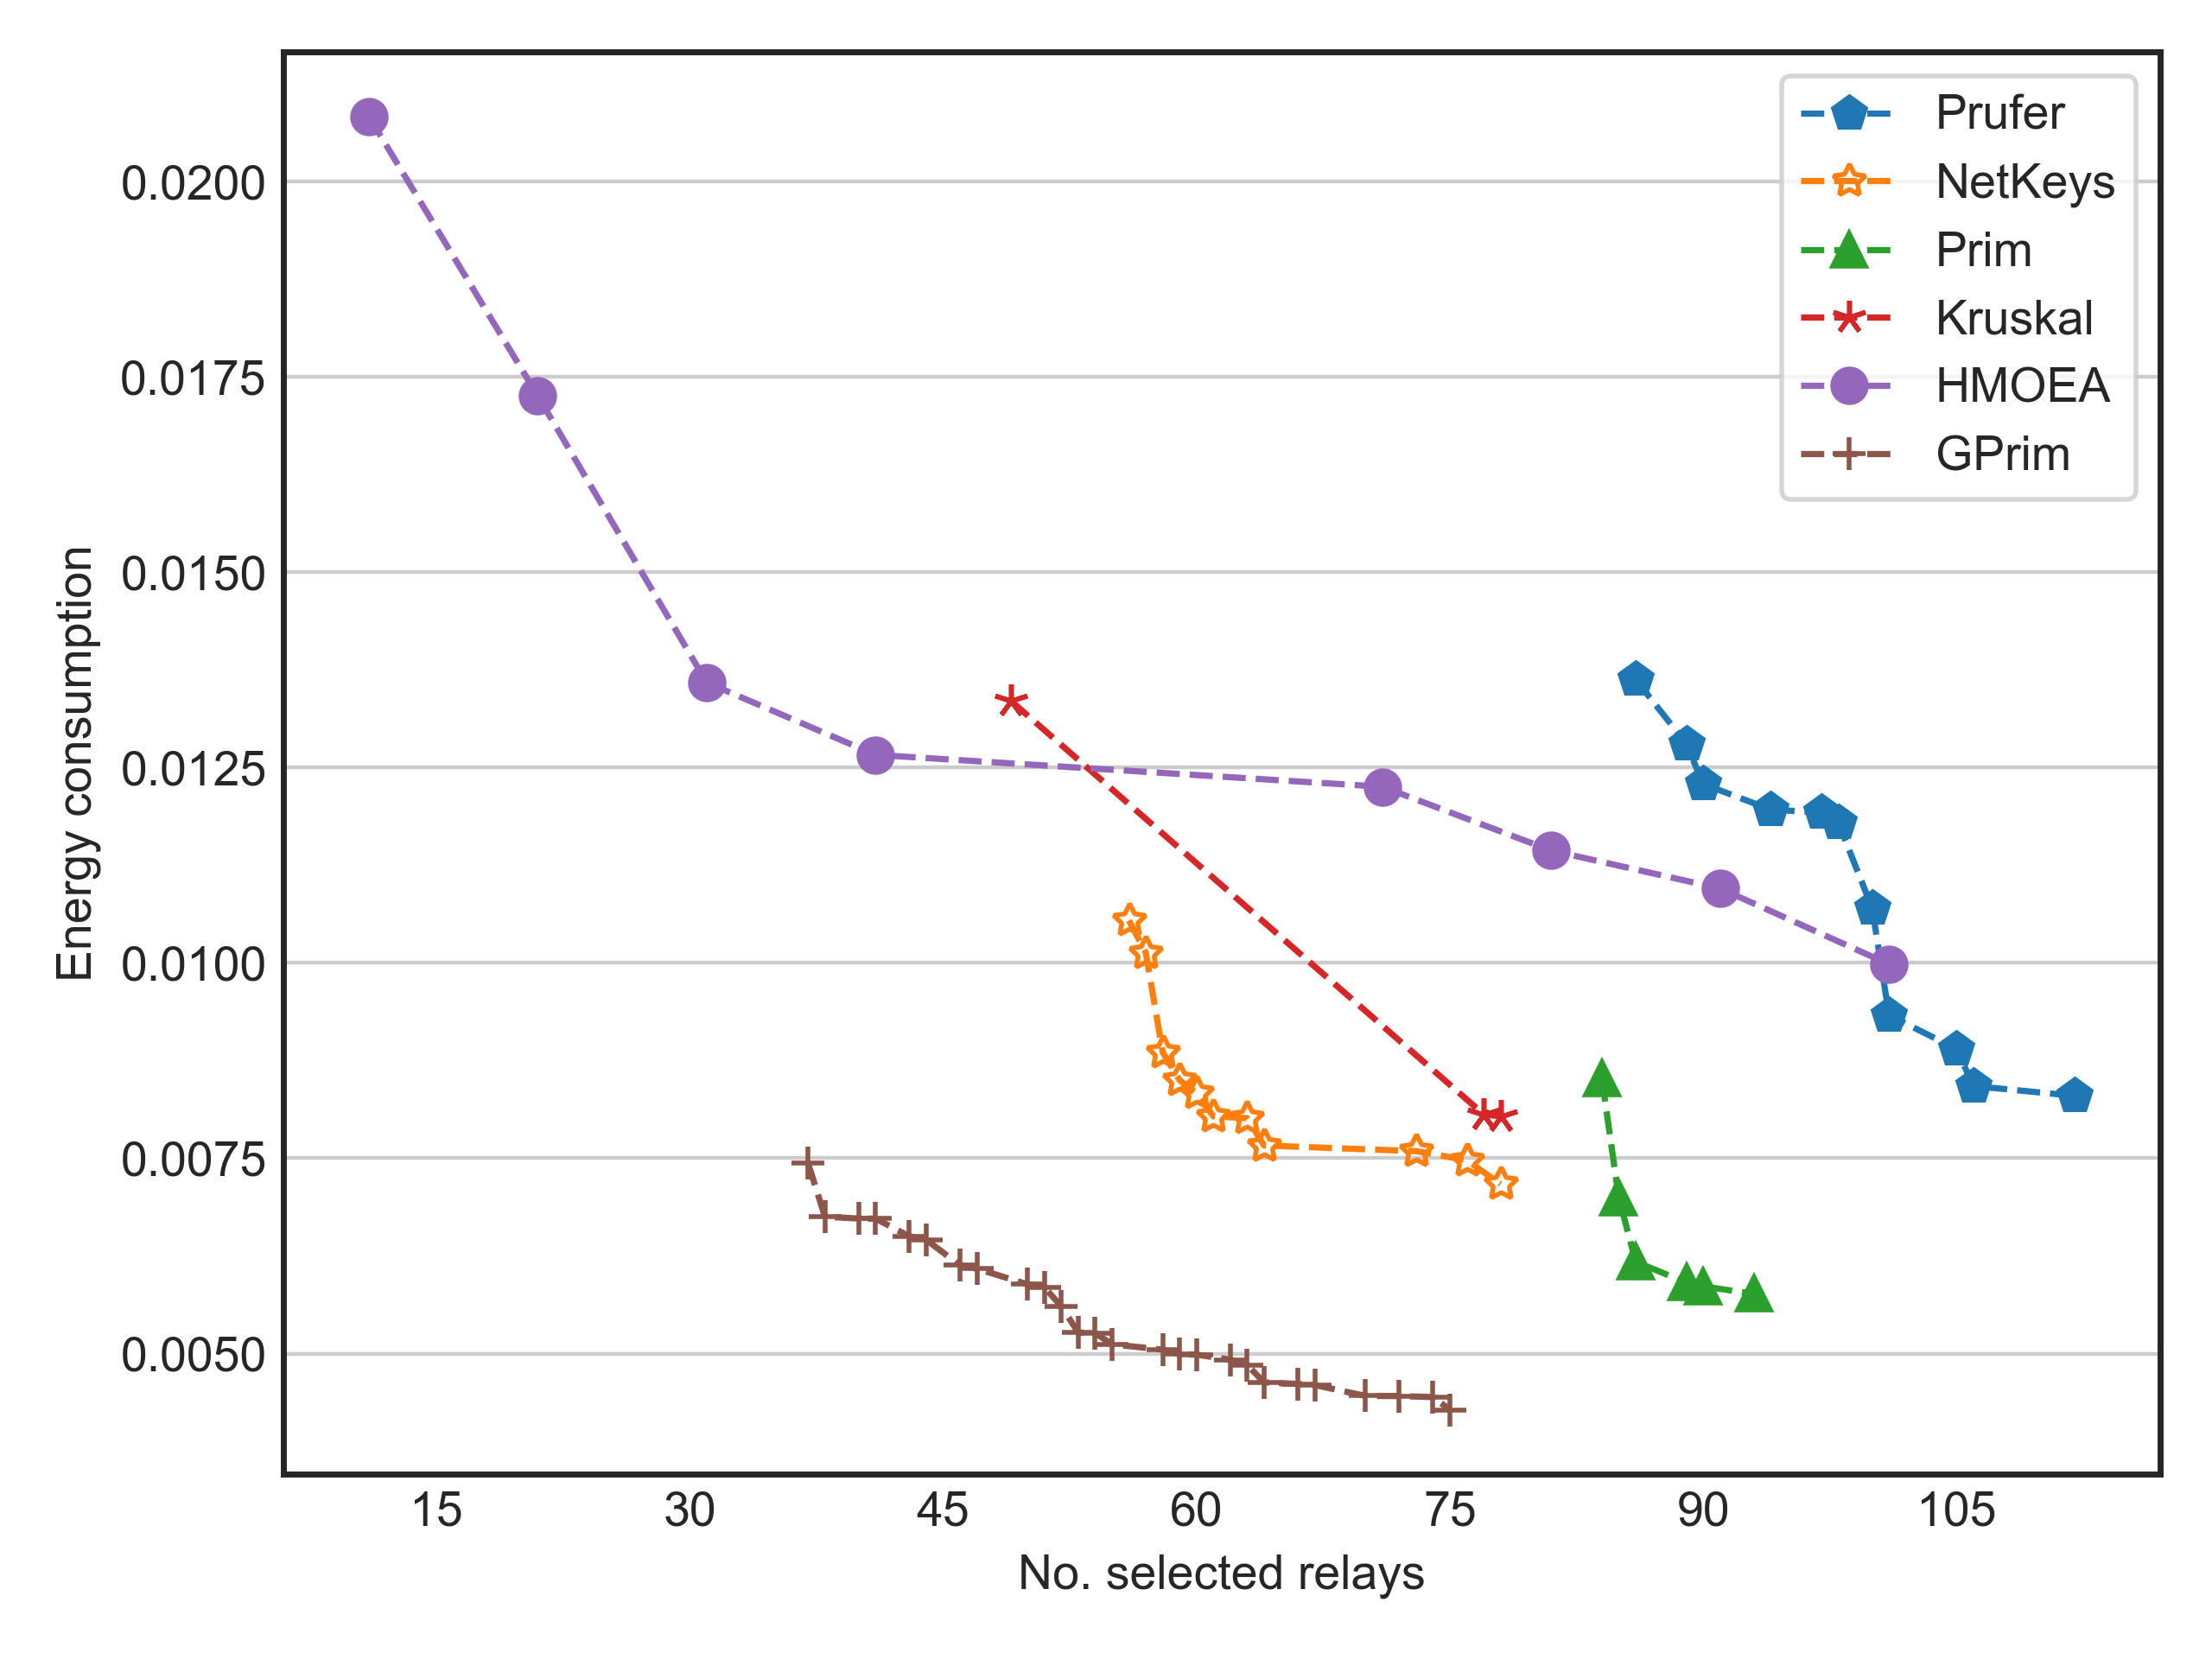 Prufer
NetKeys
Prim
Kruskal
HMOEA
GPrim
Energy consumption
0.0200
0.0175
0.0150
0.0125
0.0100
0.0075
0.0050
15 30 45 60 75 90 105
No. selected relays